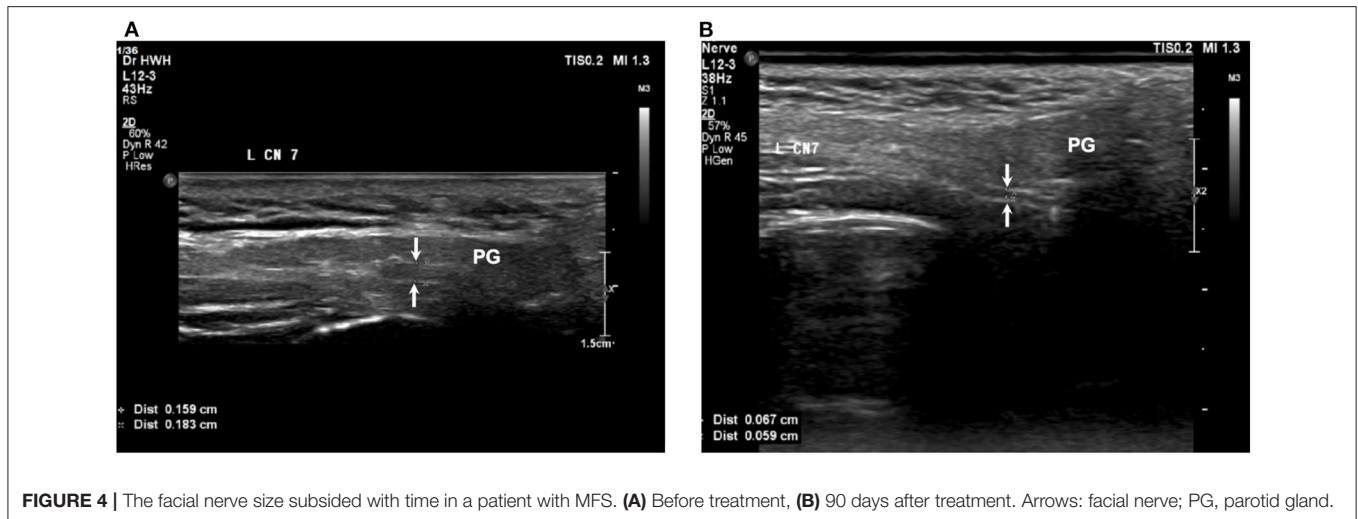 A
1/36
Dr HWH
L12-3
43Hz
RS
2D
60%
Dyn R 42
P Low
HRes
TIS0.2 MI 1.3
M3
L CN 7
P
PG
X
1.5cm
Dist 0.159 cm
Dist 0.183 cm
B
Nerve
L12-3
38Hz
S1
Z 1.1
2D
57%
Dyn R 45
P Low
HGen
TIS0.2 MI 1.3
M3
P
L CN7
PG
X2
Dist 0.067 cm
Dist 0.059 cm
FIGURE 4 | The facial nerve size subsided with time in a patient with MFS. (A) Before treatment, (B) 90 days after treatment. Arrows: facial nerve; PG, parotid gland.